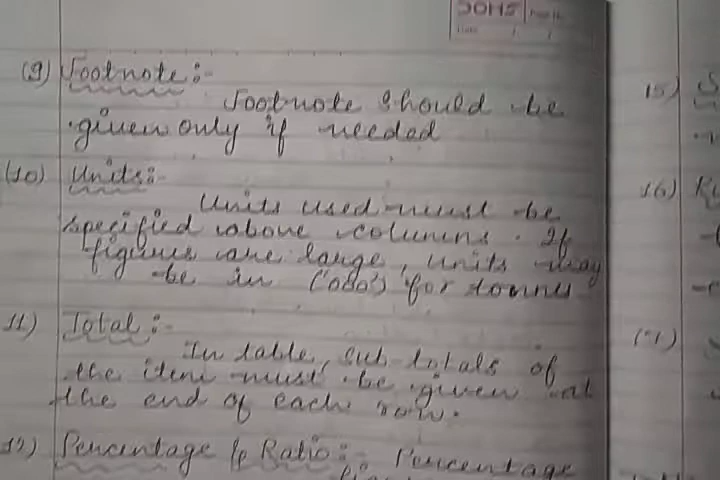 DOMS
Date / /
(9) Footnote :-
Footnote should be
given only if needed
(10) Units:-
Units used must be
specified above columns. If
figures are large, units may
be in ('000's for
11) Total :-
In table, sub-totals of
the item must be given at
the end of each row.
12) Percentage & Ratio :- Percentage
15)
16)